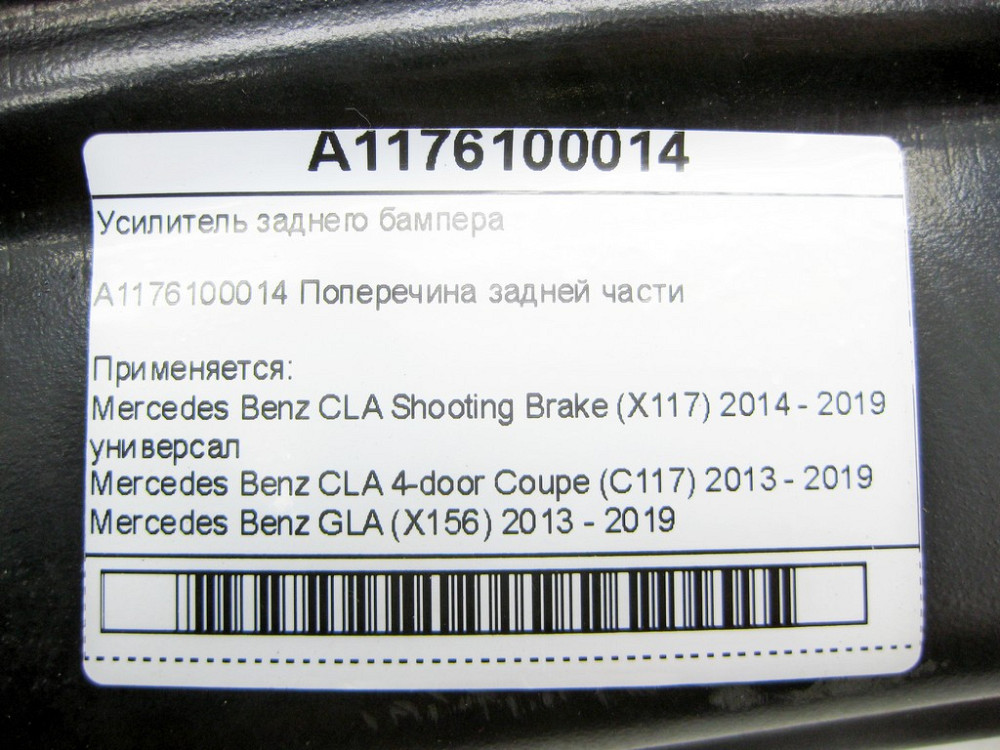 A1176100014
Усилитель заднего бампера
A1176100014 Поперечина задней части
Применяется:
Mercedes Benz CLA Shooting Brake (X117) 2014 - 2019
универсал
Mercedes Benz CLA 4-door Coupe (C117) 2013 - 2019
Mercedes Benz GLA (X156) 2013 - 2019